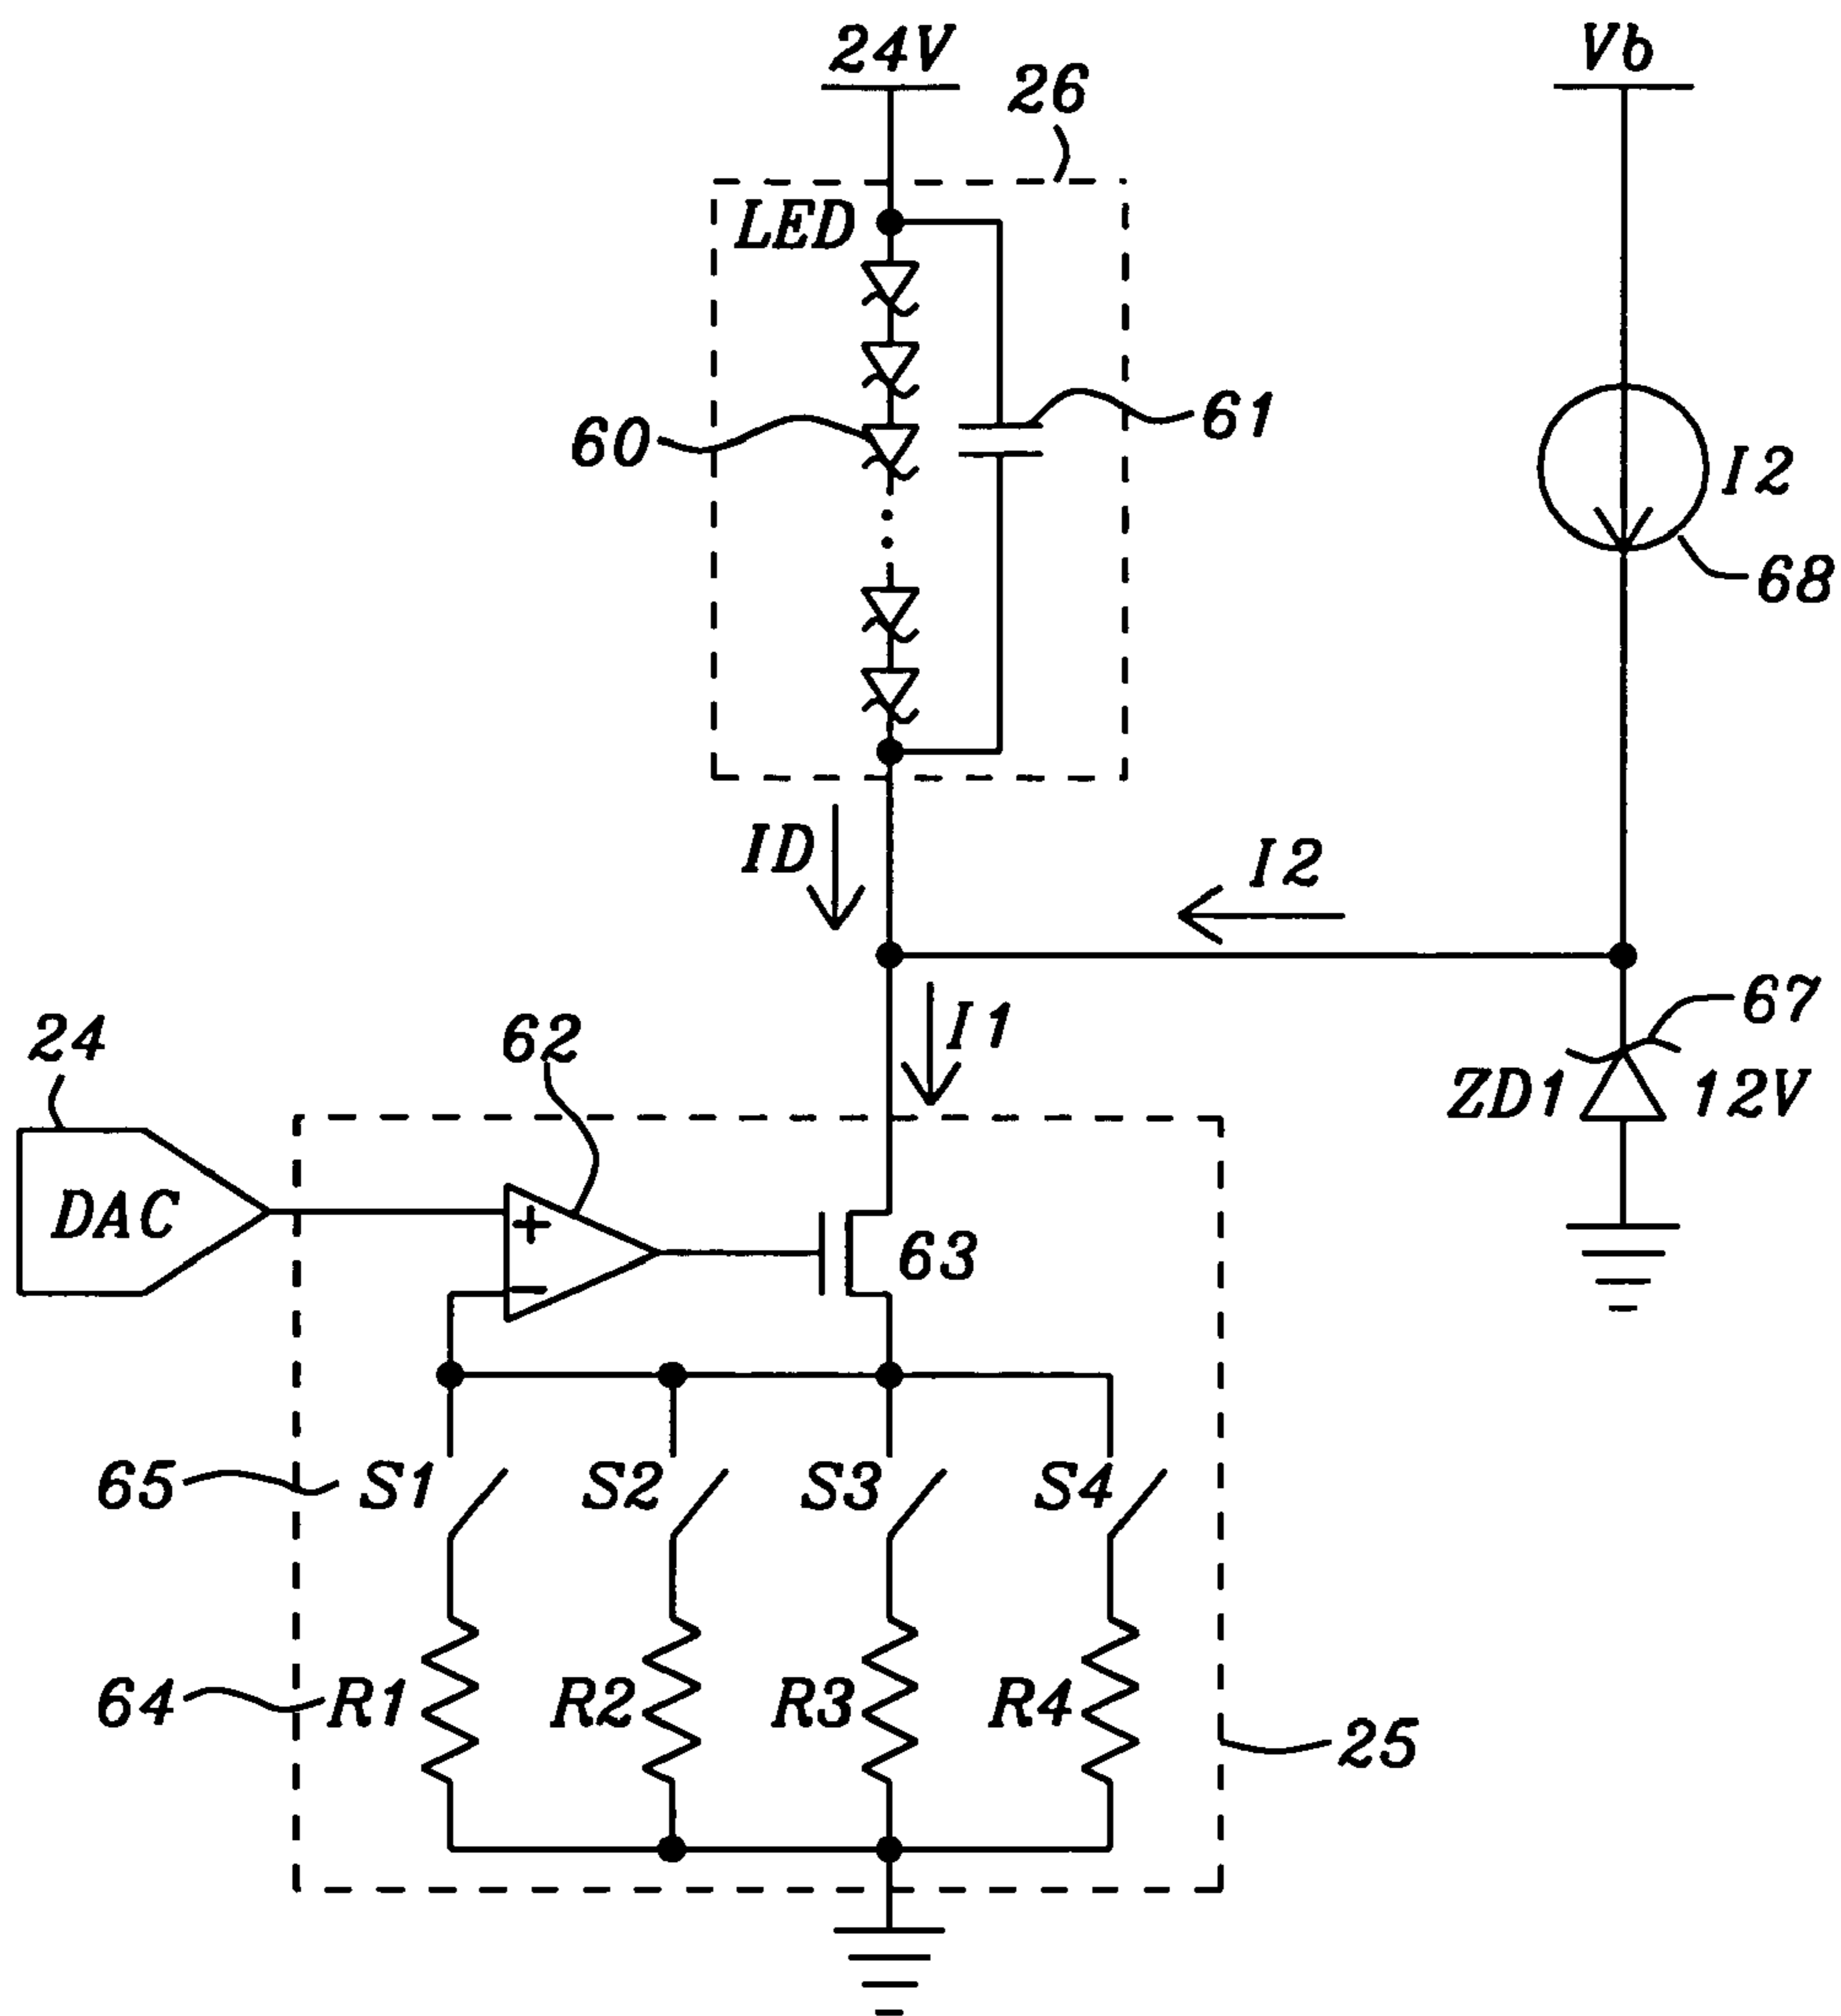 24V
Vb
26
LED
60
61
I2
68
ID
I2
I1
67
ZD1
12V
24
62
DAC
+
63
−
65
S1
S2
S3
S4
64
R1
R2
R3
R4
25